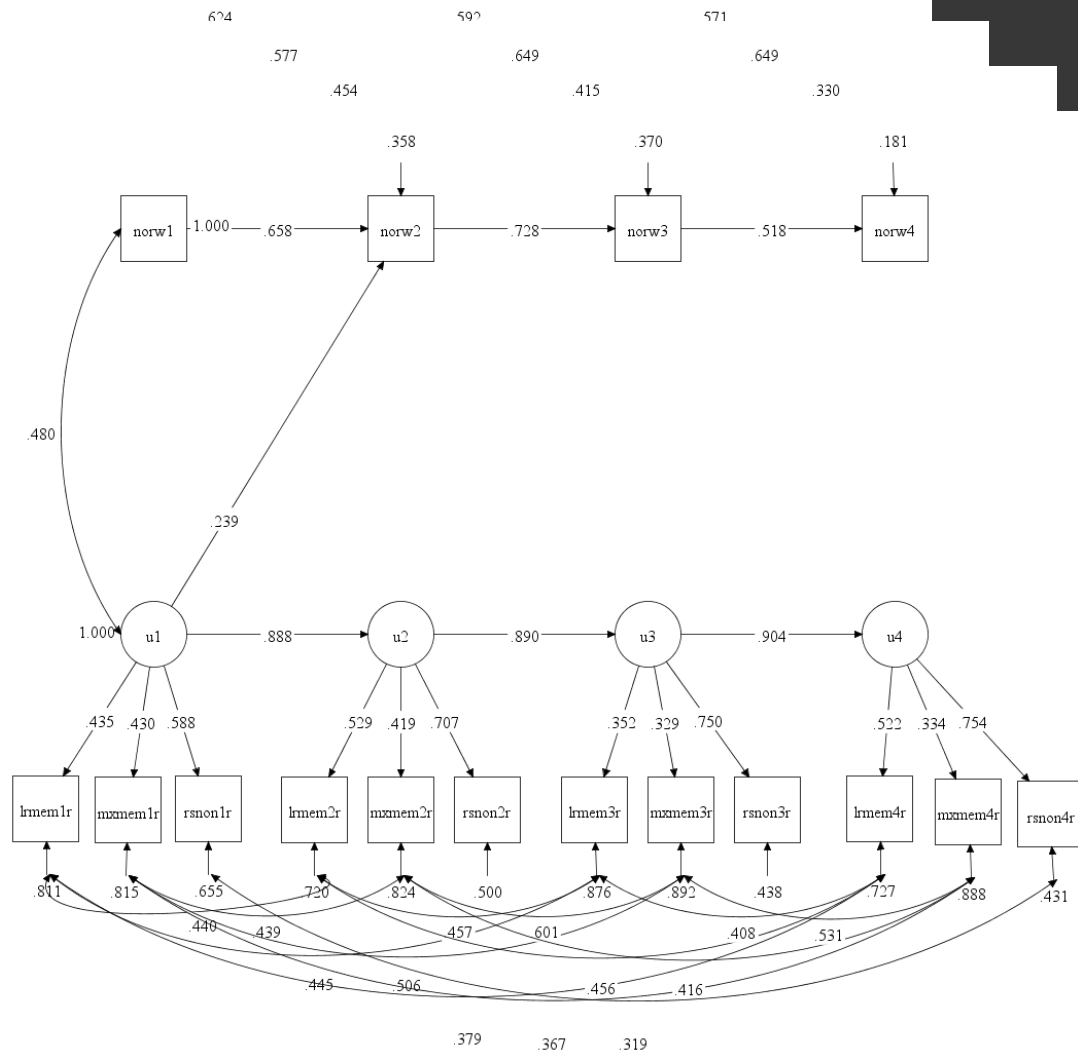 .624 .592 .571
.577 .649 .649
.454 .415 .330
.358 .370 .181
norw1 1.000 .658 norw2 .728 norw3 .518 norw4
.480
.239
1.000 u1 .888 u2 .890 u3 .904 u4
.435 .430 .588 .529 .419 .707 .352 .329 .750 .522 .334 .754
lrmem1r mxmem1r rsnon1r lrmem2r mxmem2r rsnon2r lrmem3r mxmem3r rsnon3r lrmem4r mxmem4r rsnon4r
.811 .815 .655 .720 .824 .500 .876 .892 .438 .727 .888 .431
.440 .439 .457 .601 .408 .531
.445 .506 .456 .416
.379 .367 .319